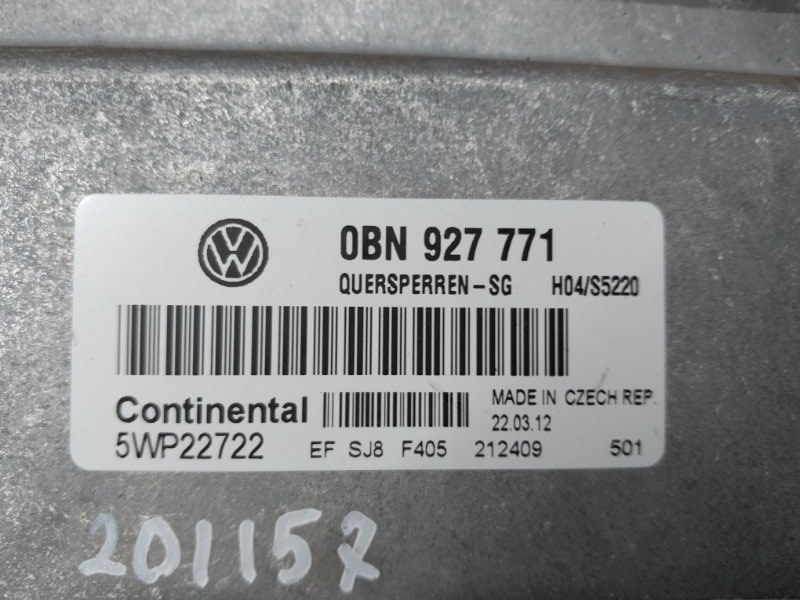 0BN 927 771
QUERSPERREN-SG H04/S5220
Continental
MADE IN CZECH REP.
22.03.12
5WP22722
EF SJ8 F405 212409 501
201157